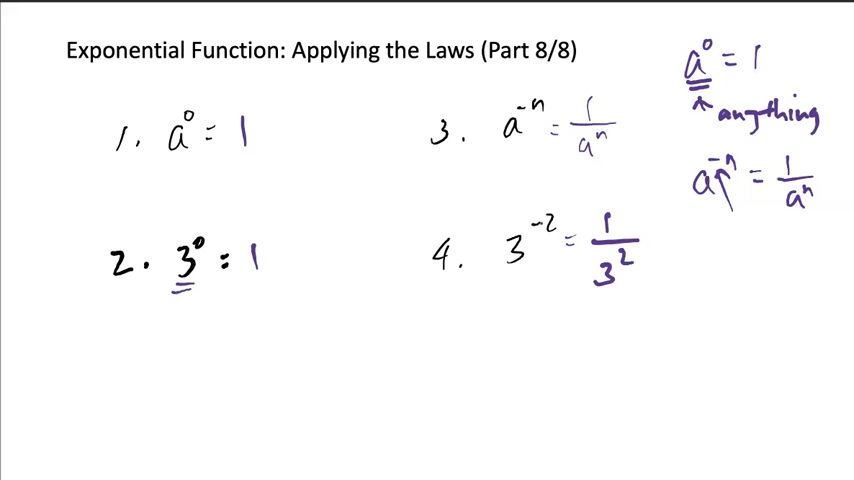 Exponential Function: Applying the Laws (Part 8/8)
a⁰ = 1
anything
a⁻ⁿ = 1/aⁿ
1. a⁰ = 1
2. 3⁰ = 1
3. a⁻ⁿ = 1/aⁿ
4. 3⁻² = 1/3²